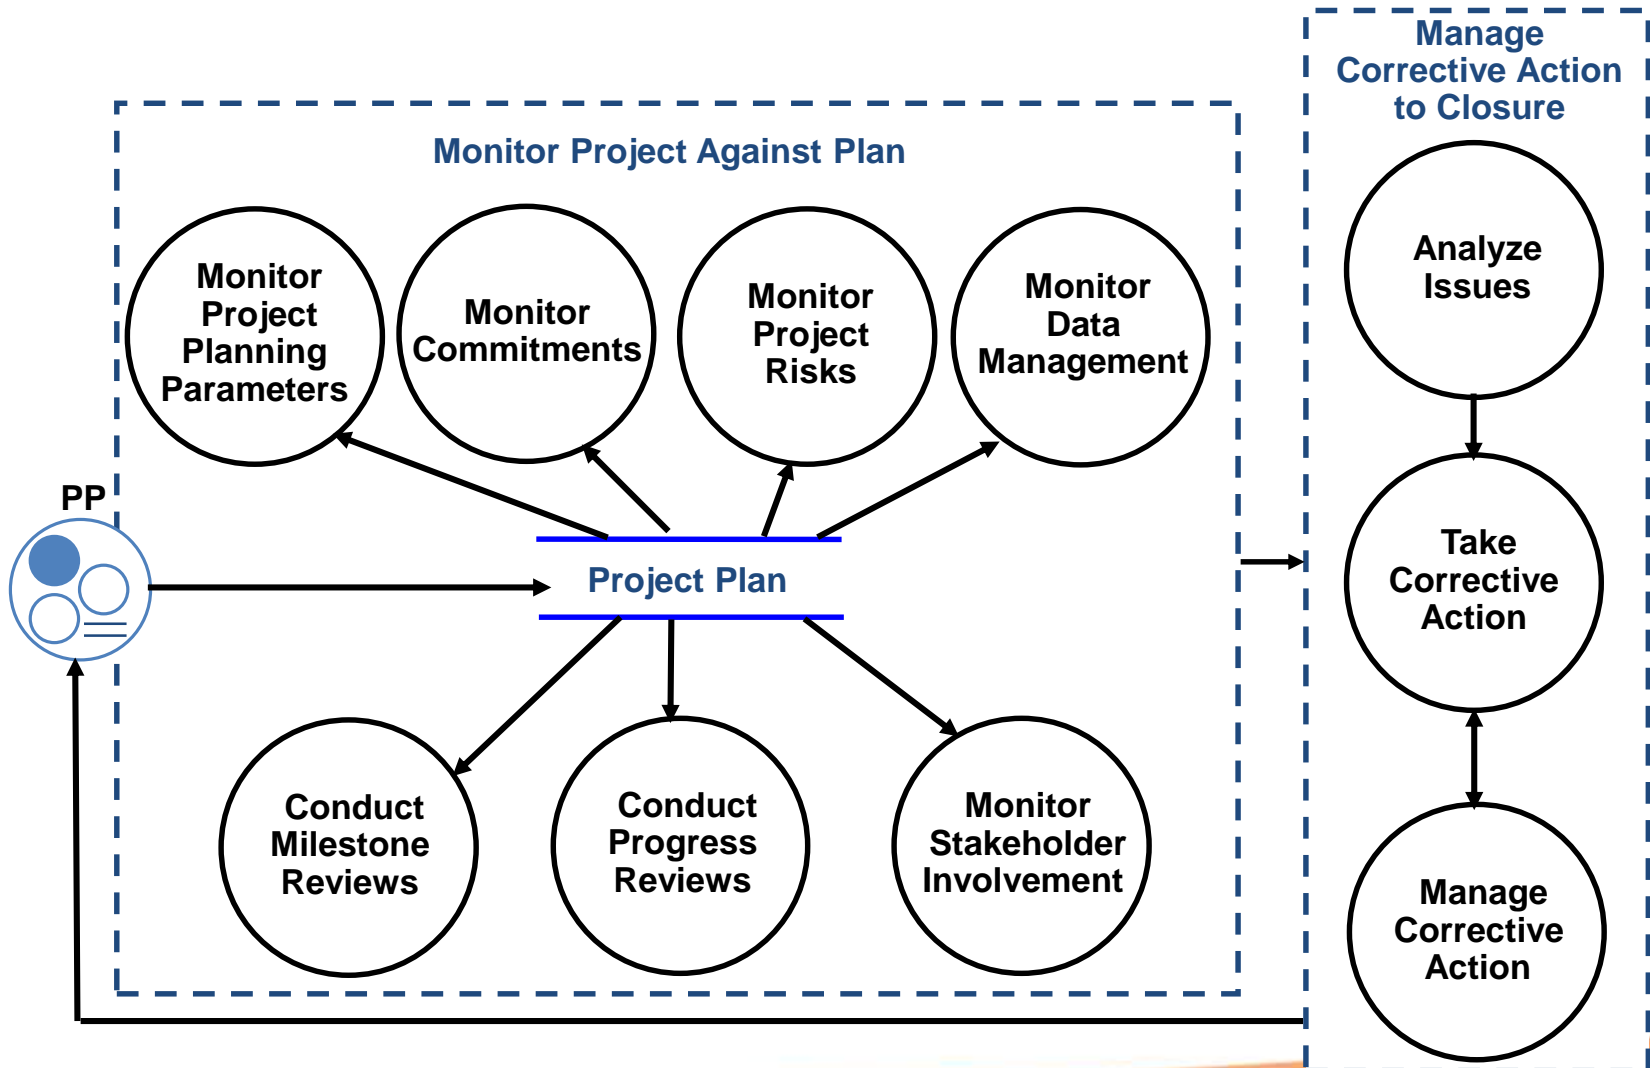 Manage
Corrective Action
to Closure
Monitor Project Against Plan
Monitor
Project
Planning
Parameters
Monitor
Commitments
Monitor
Project
Risks
Monitor
Data
Management
Analyze
Issues
PP
Project Plan
Take
Corrective
Action
Conduct
Milestone
Reviews
Conduct
Progress
Reviews
Monitor
Stakeholder
Involvement
Manage
Corrective
Action